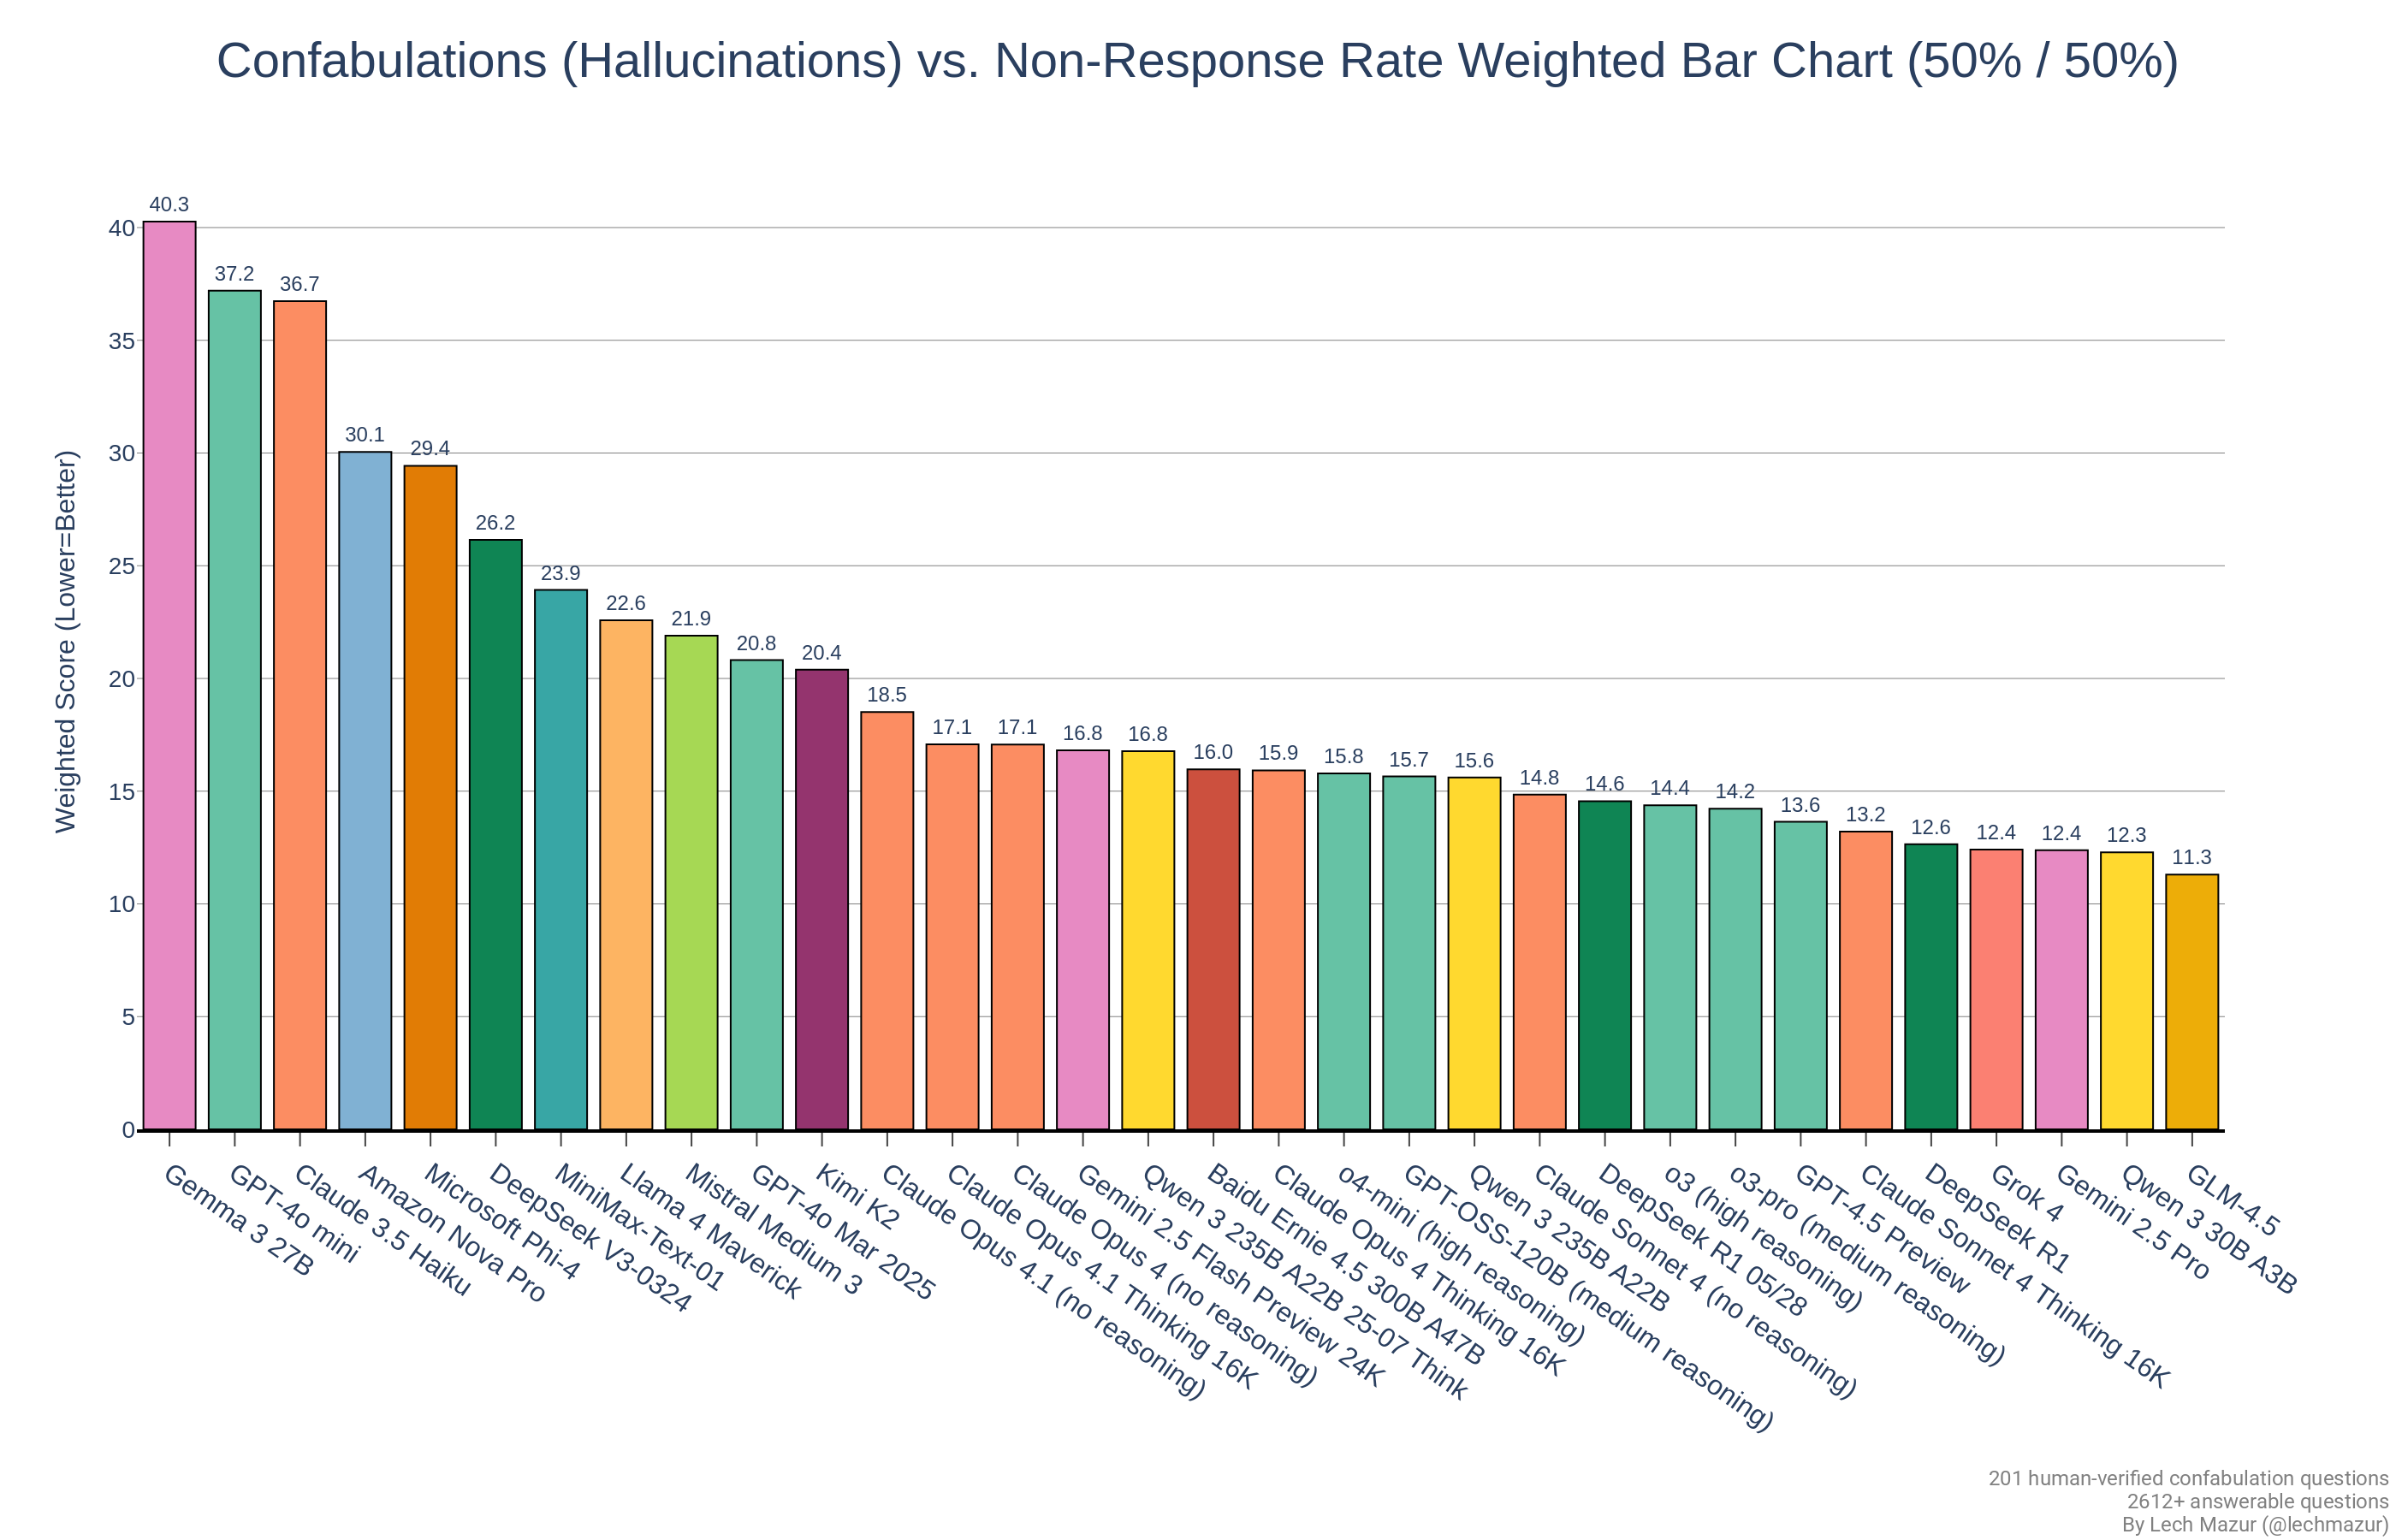 Confabulations (Hallucinations) vs. Non-Response Rate Weighted Bar Chart (50% / 50%)
Weighted Score (Lower=Better)
40
35
30
25
20
15
10
5
0
40.3
37.2
36.7
30.1
29.4
26.2
23.9
22.6
21.9
20.8
20.4
18.5
17.1
17.1
16.8
16.8
16.0
15.9
15.8
15.7
15.6
14.8
14.6
14.4
14.2
13.6
13.2
12.6
12.4
12.4
12.3
11.3
Gemma 3 27B
GPT-4o mini
Claude 3.5 Haiku
Amazon Nova Pro
Microsoft Phi-4
DeepSeek V3-0324
MiniMax-Text-01
Llama 4 Maverick
Mistral Medium 3
GPT-4o Mar 2025
Kimi K2
Claude Opus 4.1 (no reasoning)
Claude Opus 4.1 Thinking 16K
Claude Opus 4 (no reasoning)
Gemini 2.5 Flash Preview 24K
Qwen 3 235B A22B 25-07 Think
Baidu Ernie 4.5 300B A47B
Claude Opus 4 Thinking 16K
o4-mini (high reasoning)
GPT-OSS-120B (medium reasoning)
Qwen 3 235B A22B
Claude Sonnet 4 (no reasoning)
DeepSeek R1 05/28
o3 (high reasoning)
o3-pro (medium reasoning)
GPT-4.5 Preview
Claude Sonnet 4 Thinking 16K
DeepSeek R1
Grok 4
Gemini 2.5 Pro
Qwen 3 30B A3B
GLM-4.5
201 human-verified confabulation questions
2612+ answerable questions
By Lech Mazur (@lechmazur)